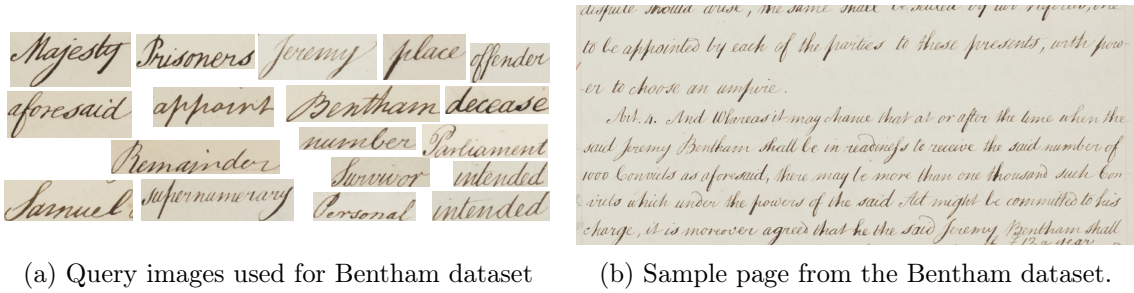 Majesty Prisoners Jeremy place offender
aforesaid appoint Bentham decease
number Parliament
Remainder Survivor intended
Samuel supernumerary Personal intended
(a) Query images used for Bentham dataset
dispute should arise, the same shall be settled by two referees, one
to be appointed by each of the parties to these presents, with pow-
-er to choose an umpire.
Art. 4. And Whereas it may chance that at or after the time when the
said Jeremy Bentham shall be in readiness to receive the said number of
1000 Convicts as aforesaid, there may be more than one thousand such Con-
-victs which under the powers of the said Act might be committed to his
charge, it is moreover agreed that he the said Jeremy Bentham shall
a year
(b) Sample page from the Bentham dataset.